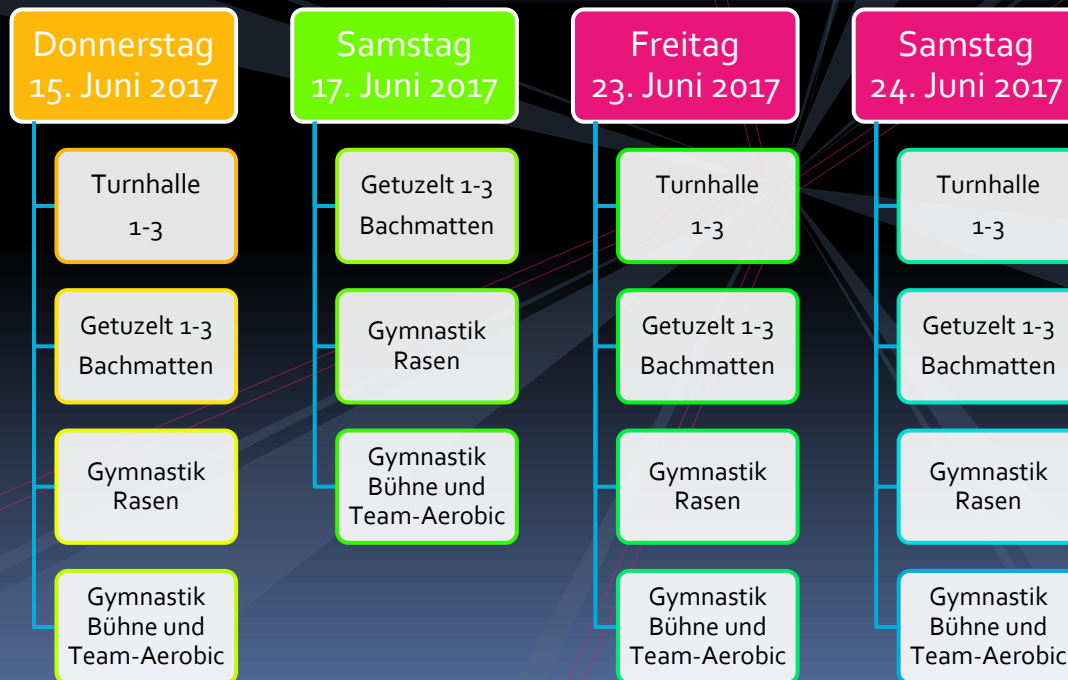 Donnerstag
15. Juni 2017
Turnhalle
1-3
Getuzelt 1-3
Bachmatten
Gymnastik
Rasen
Gymnastik
Bühne und
Team-Aerobic
Samstag
17. Juni 2017
Getuzelt 1-3
Bachmatten
Gymnastik
Rasen
Gymnastik
Bühne und
Team-Aerobic
Freitag
23. Juni 2017
Turnhalle
1-3
Getuzelt 1-3
Bachmatten
Gymnastik
Rasen
Gymnastik
Bühne und
Team-Aerobic
Samstag
24. Juni 2017
Turnhalle
1-3
Getuzelt 1-3
Bachmatten
Gymnastik
Rasen
Gymnastik
Bühne und
Team-Aerobic